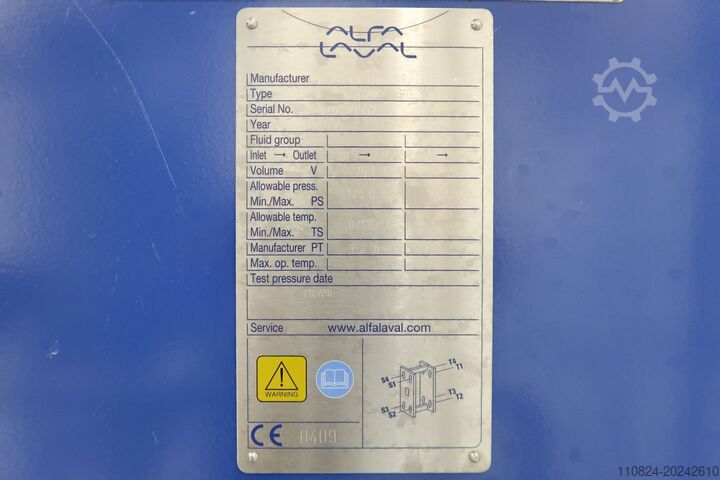 ALFA
LAVAL
Manufacturer
Type
Serial No.
Year
Fluid group
Inlet → Outlet → →
Volume V
Allowable press.
Min./Max. PS
Allowable temp.
Min./Max. TS 0/130
Manufacturer PT
Max. op. temp.
Test pressure date
Service www.alfalaval.com
WARNING
S4 T4
S1 T1
S3 T3
S2 T2
CE 0409
110824-20242610